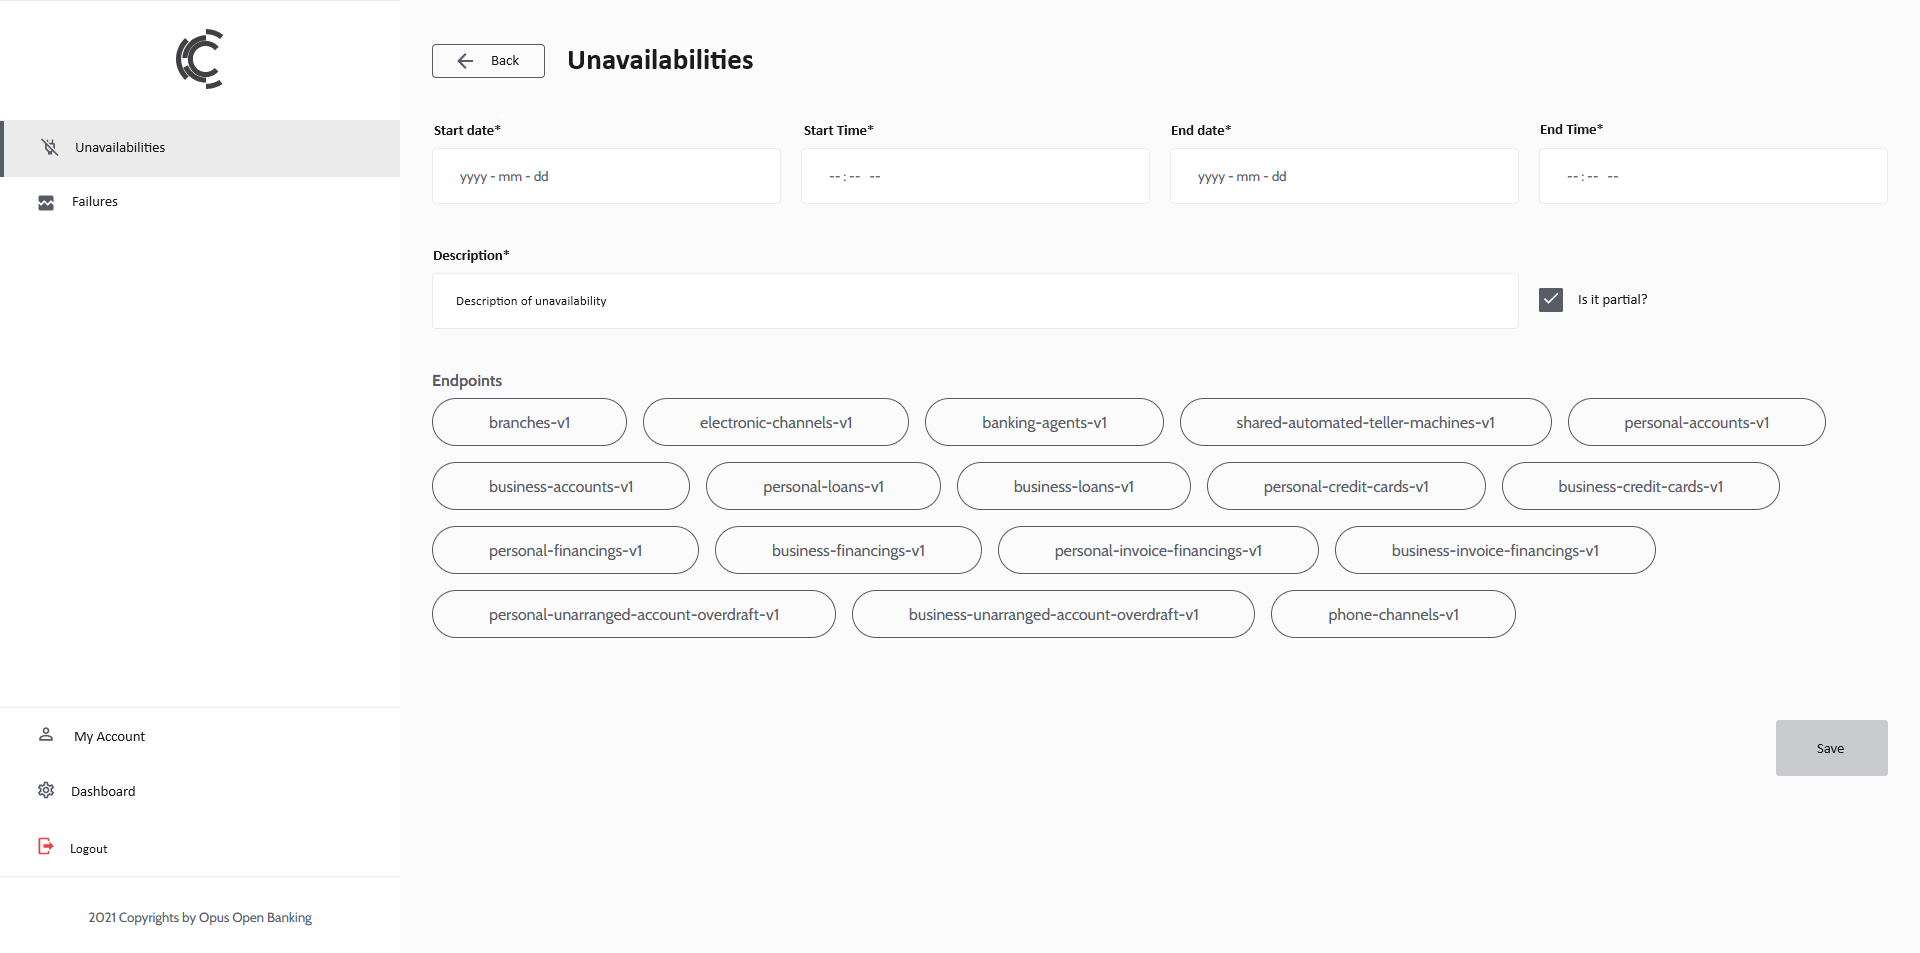 Unavailabilities
Failures
My Account
Dashboard
Logout
2021 Copyrights by Opus Open Banking
Back
Unavailabilities
Start date*
Start Time*
End date*
End Time*
yyyy - mm - dd
-- : -- --
yyyy - mm - dd
-- : -- --
Description*
Description of unavailability
Is it partial?
Endpoints
branches-v1
electronic-channels-v1
banking-agents-v1
shared-automated-teller-machines-v1
personal-accounts-v1
business-accounts-v1
personal-loans-v1
business-loans-v1
personal-credit-cards-v1
business-credit-cards-v1
personal-financings-v1
business-financings-v1
personal-invoice-financings-v1
business-invoice-financings-v1
personal-unarranged-account-overdraft-v1
business-unarranged-account-overdraft-v1
phone-channels-v1
Save